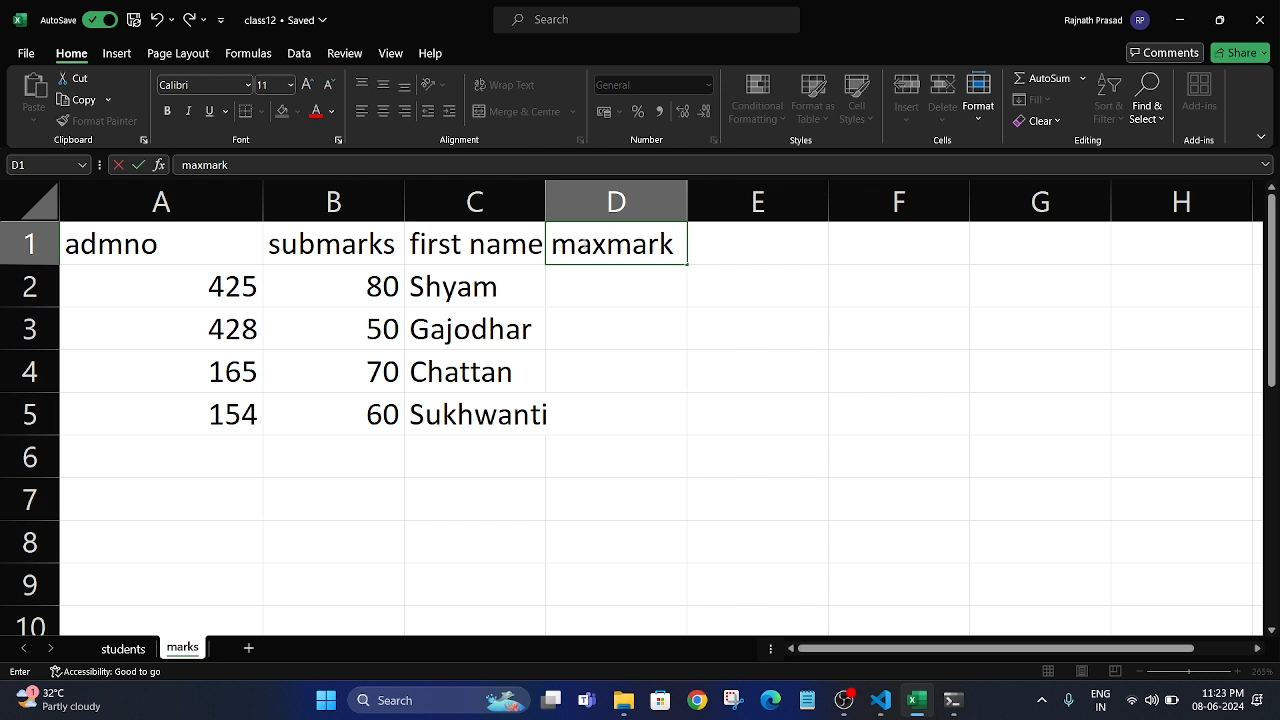 AutoSave
class12 • Saved
Search
Rajnath Prasad
RP
File
Home
Insert
Page Layout
Formulas
Data
Review
View
Help
Comments
Share
Paste
Cut
Copy
Format Painter
Clipboard
Calibri
11
B I U
Font
Wrap Text
Merge & Centre
Alignment
General
Number
Conditional Formatting
Format as Table
Cell Styles
Styles
Insert
Delete
Format
Cells
AutoSum
Fill
Clear
Sort & Filter
Find & Select
Editing
Add-ins
Add-ins
D1
maxmark
A B C D E F G H
1 admno submarks first name maxmark
2 425 80 Shyam
3 428 50 Gajodhar
4 165 70 Chattan
5 154 60 Sukhwanti
6
7
8
9
10
students
marks
Enter
Accessibility: Good to go
265%
1
32°C
Partly cloudy
Search
ENG
IN
11:23 PM
08-06-2024